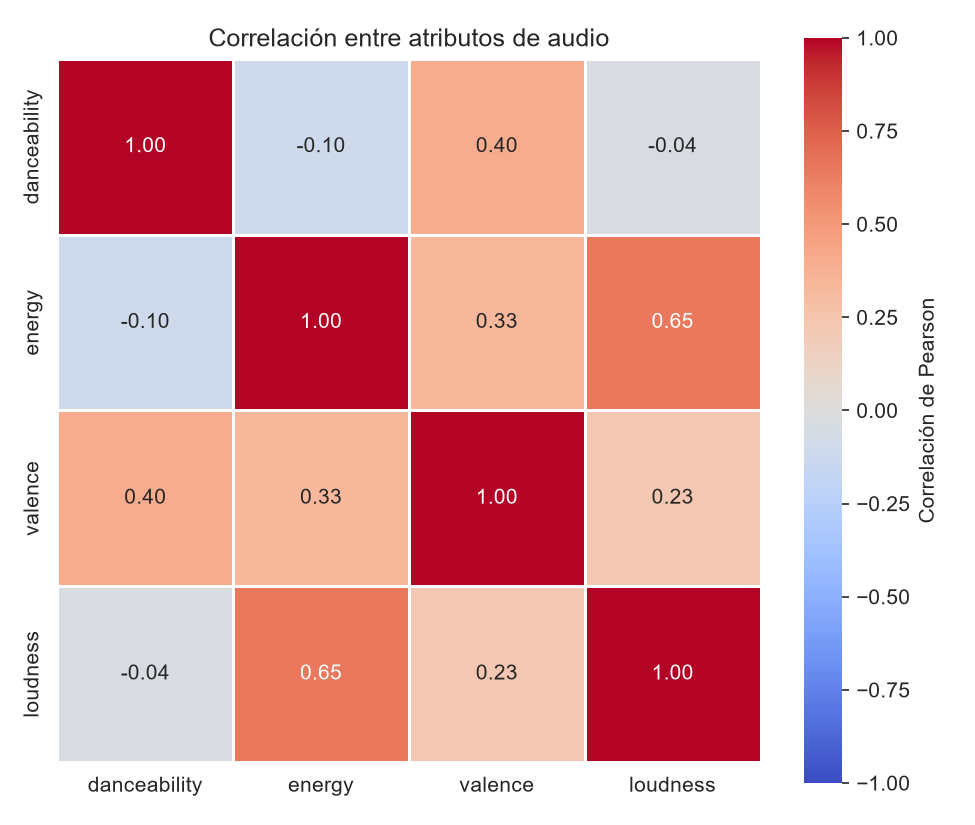 Correlación entre atributos de audio
danceability 1.00 -0.10 0.40 -0.04
energy -0.10 1.00 0.33 0.65
valence 0.40 0.33 1.00 0.23
loudness -0.04 0.65 0.23 1.00
danceability energy valence loudness
1.00
0.75
0.50
0.25
0.00
−0.25
−0.50
−0.75
−1.00
Correlación de Pearson